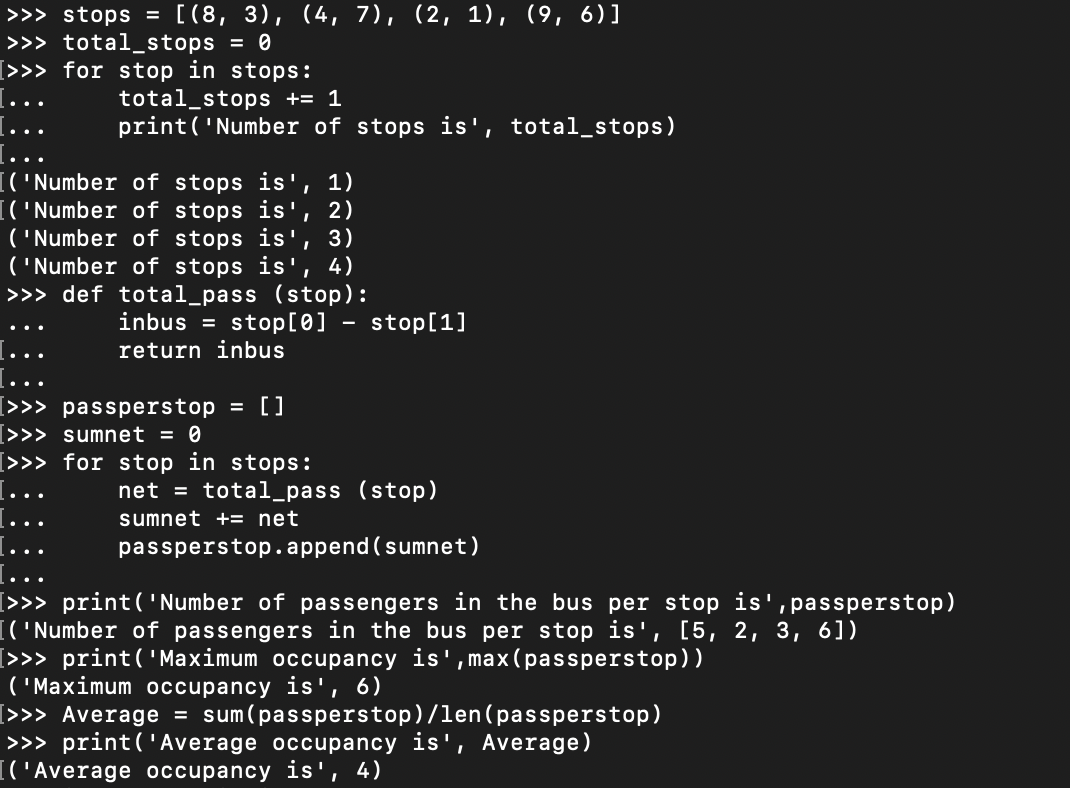 >>> stops = [(8, 3), (4, 7), (2, 1), (9, 6)]
>>> total_stops = 0
[>>> for stop in stops:
[...     total_stops += 1
[...     print('Number of stops is', total_stops)
[...
[('Number of stops is', 1)
[('Number of stops is', 2)
('Number of stops is', 3)
('Number of stops is', 4)
>>> def total_pass (stop):
...     inbus = stop[0] - stop[1]
[...     return inbus
[...
[>>> passperstop = []
[>>> sumnet = 0
[>>> for stop in stops:
[...     net = total_pass (stop)
[...     sumnet += net
[...     passperstop.append(sumnet)
[...
[>>> print('Number of passengers in the bus per stop is',passperstop)
[('Number of passengers in the bus per stop is', [5, 2, 3, 6])
[>>> print('Maximum occupancy is',max(passperstop))
('Maximum occupancy is', 6)
[>>> Average = sum(passperstop)/len(passperstop)
>>> print('Average occupancy is', Average)
[('Average occupancy is', 4)